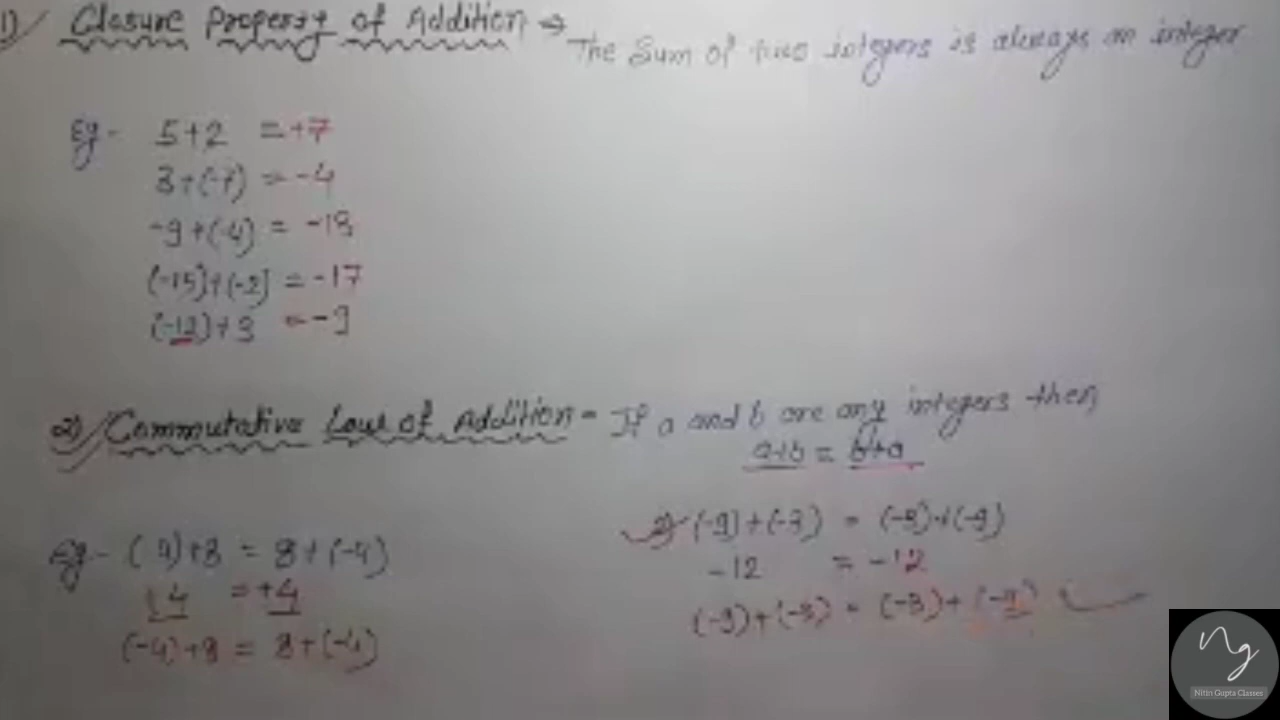 1) Closure Property of Addition ⇒ The Sum of two integers is always an integer
Eg - 5+2 = +7
3+(-7) = -4
-9+(-4) = -13
(-15)+(-2) = -17
(-12)+3 = -9
2) Commutative Law of Addition = If a and b are any integers then
a+b = b+a
Eg - ( 4)+8 = 8+(-4)
+4 = +4
(-4)+8 = 8+(-4)
2) (-9)+(-3) = (-3)+(-9)
-12 = -12
(-9)+(-3) = (-3)+(-9)
Ng
Nitin Gupta Classes